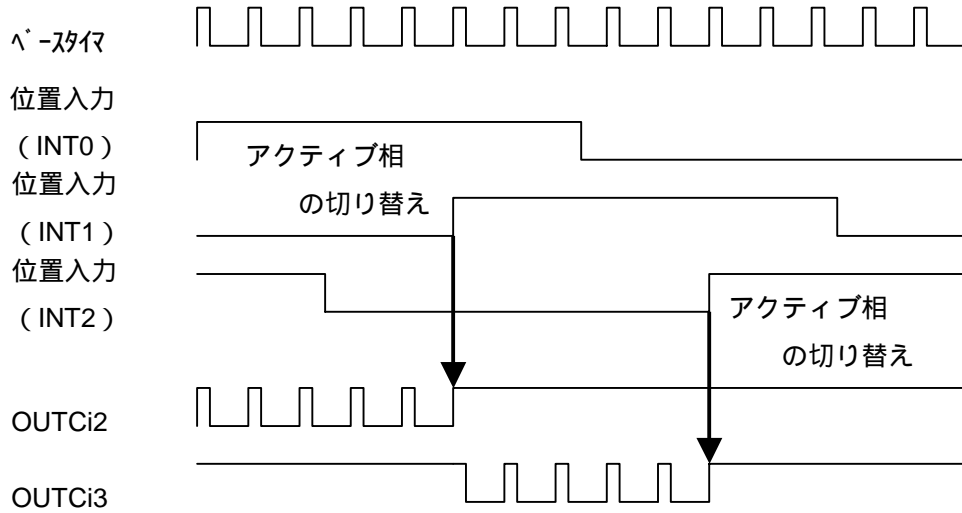 ﾍﾞｰｽﾀｲﾏ
位置入力
（INT0）
アクティブ相
の切り替え
位置入力
（INT1）
位置入力
（INT2）
アクティブ相
の切り替え
OUTCi2
OUTCi3